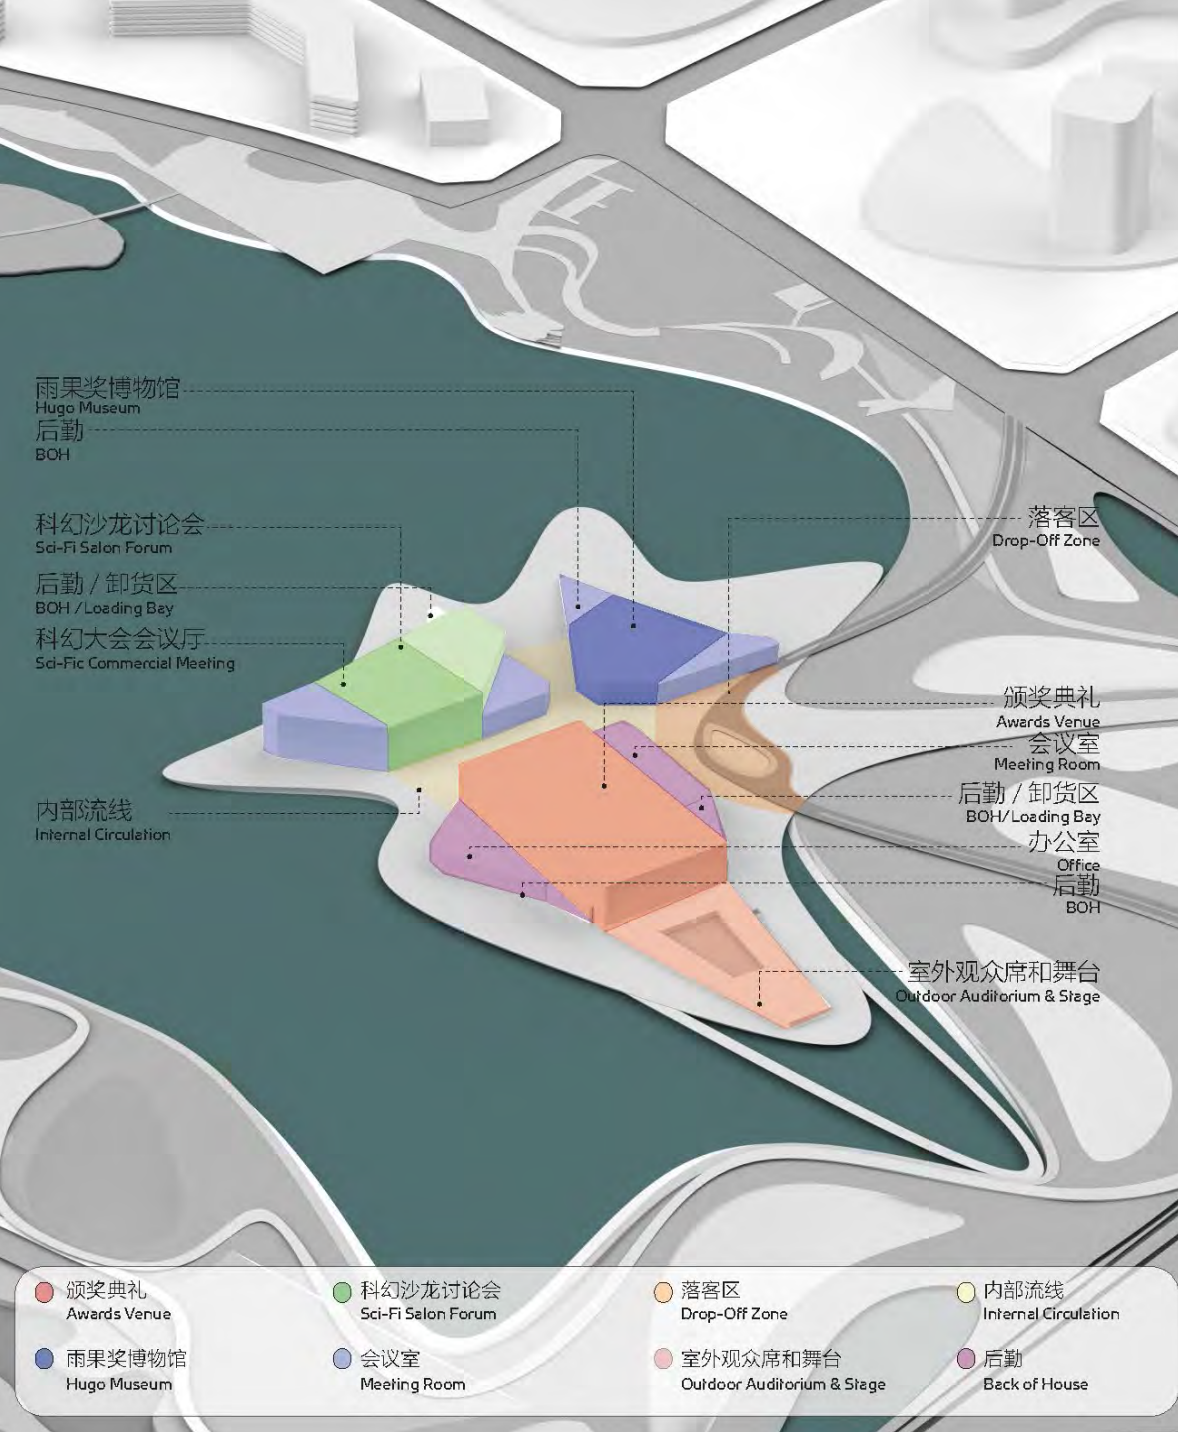 雨果奖博物馆
Hugo Museum
后勤
BOH
科幻沙龙讨论会
Sci-Fi Salon Forum
后勤 / 卸货区
BOH /Loading Bay
科幻大会会议厅
Sci-Fic Commercial Meeting
内部流线
Internal Circulation
落客区
Drop-Off Zone
颁奖典礼
Awards Venue
会议室
Meeting Room
后勤 / 卸货区
BOH/Loading Bay
办公室
Office
后勤
BOH
室外观众席和舞台
Outdoor Auditorium & Stage
颁奖典礼
Awards Venue
科幻沙龙讨论会
Sci-Fi Salon Forum
落客区
Drop-Off Zone
内部流线
Internal Circulation
雨果奖博物馆
Hugo Museum
会议室
Meeting Room
室外观众席和舞台
Outdoor Auditorium & Stage
后勤
Back of House